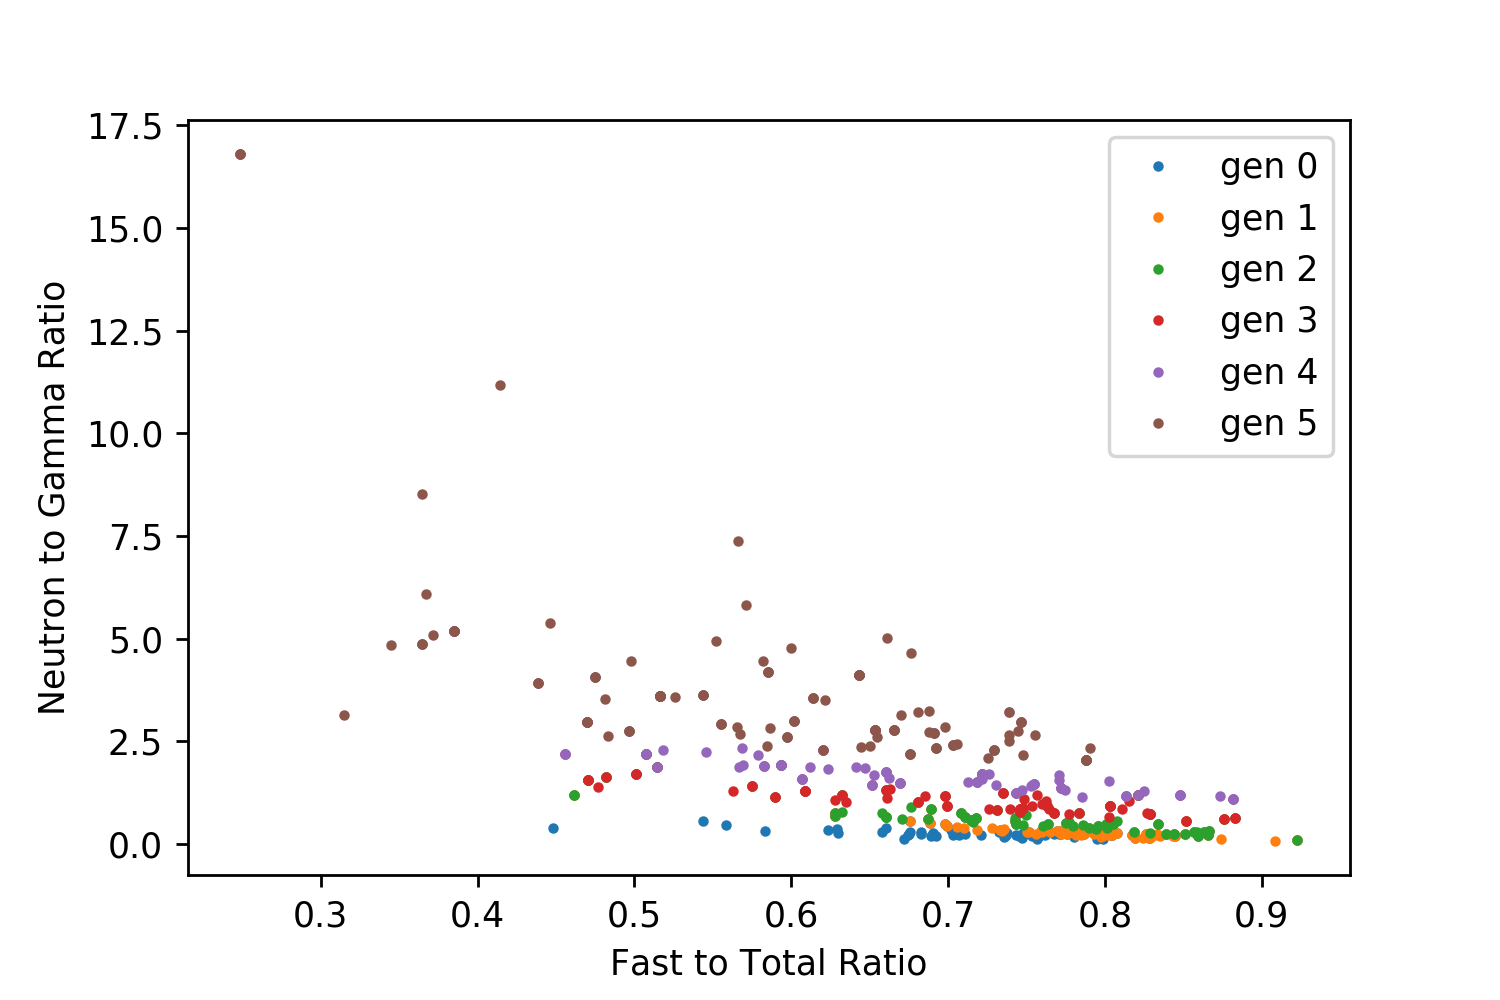 17.5
15.0
12.5
10.0
7.5
5.0
2.5
0.0
Neutron to Gamma Ratio
gen 0
gen 1
gen 2
gen 3
gen 4
gen 5
0.3 0.4 0.5 0.6 0.7 0.8 0.9
Fast to Total Ratio